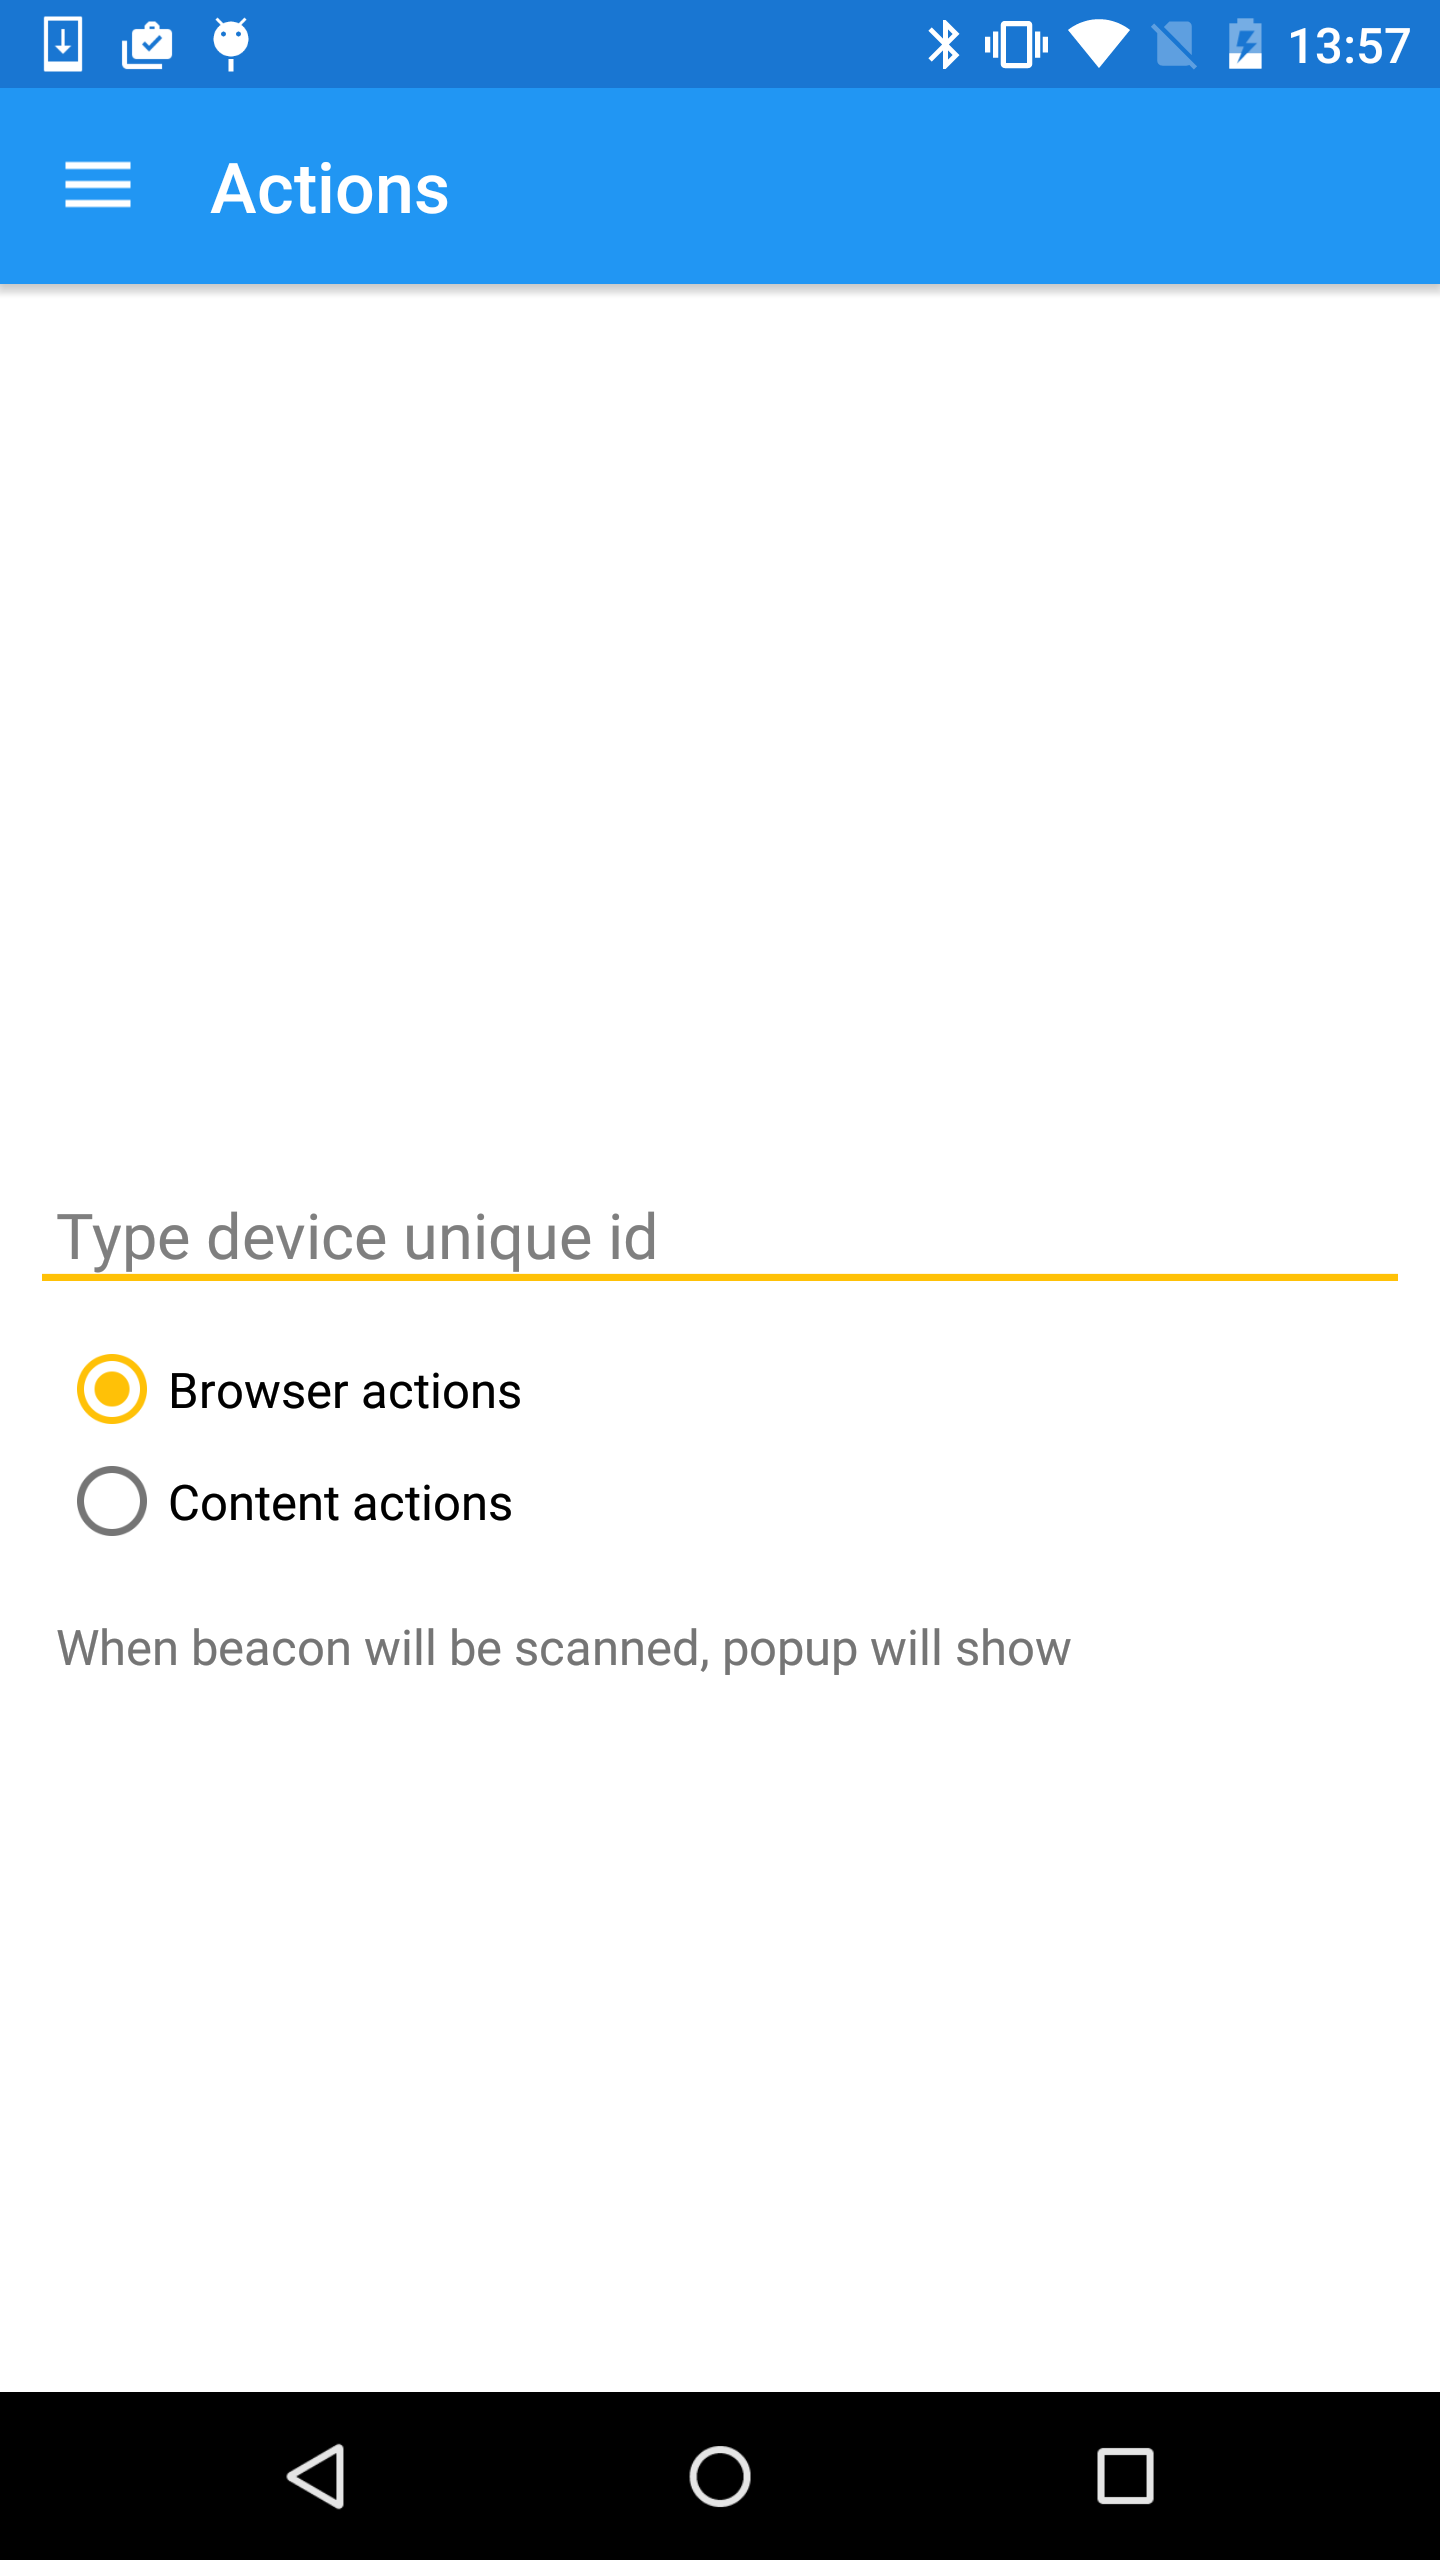 13:57
Actions
Type device unique id
Browser actions
Content actions
When beacon will be scanned, popup will show